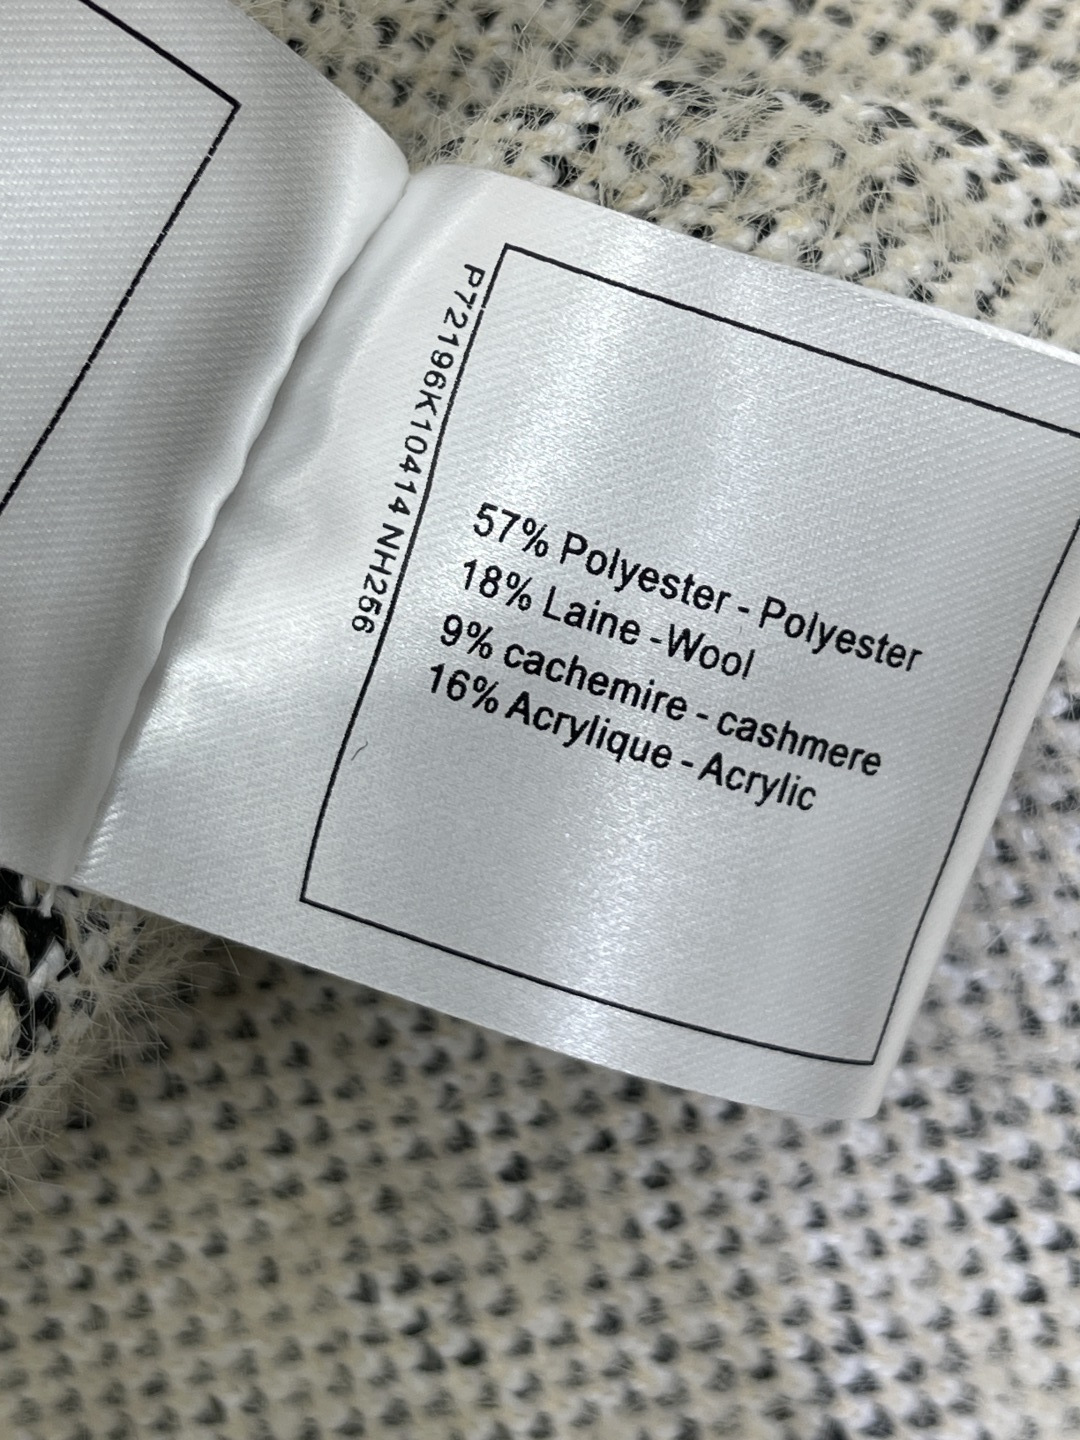 P72196K10414 NH256
57% Polyester - Polyester
18% Laine -Wool
9% cachemire - cashmere
16% Acrylique - Acrylic